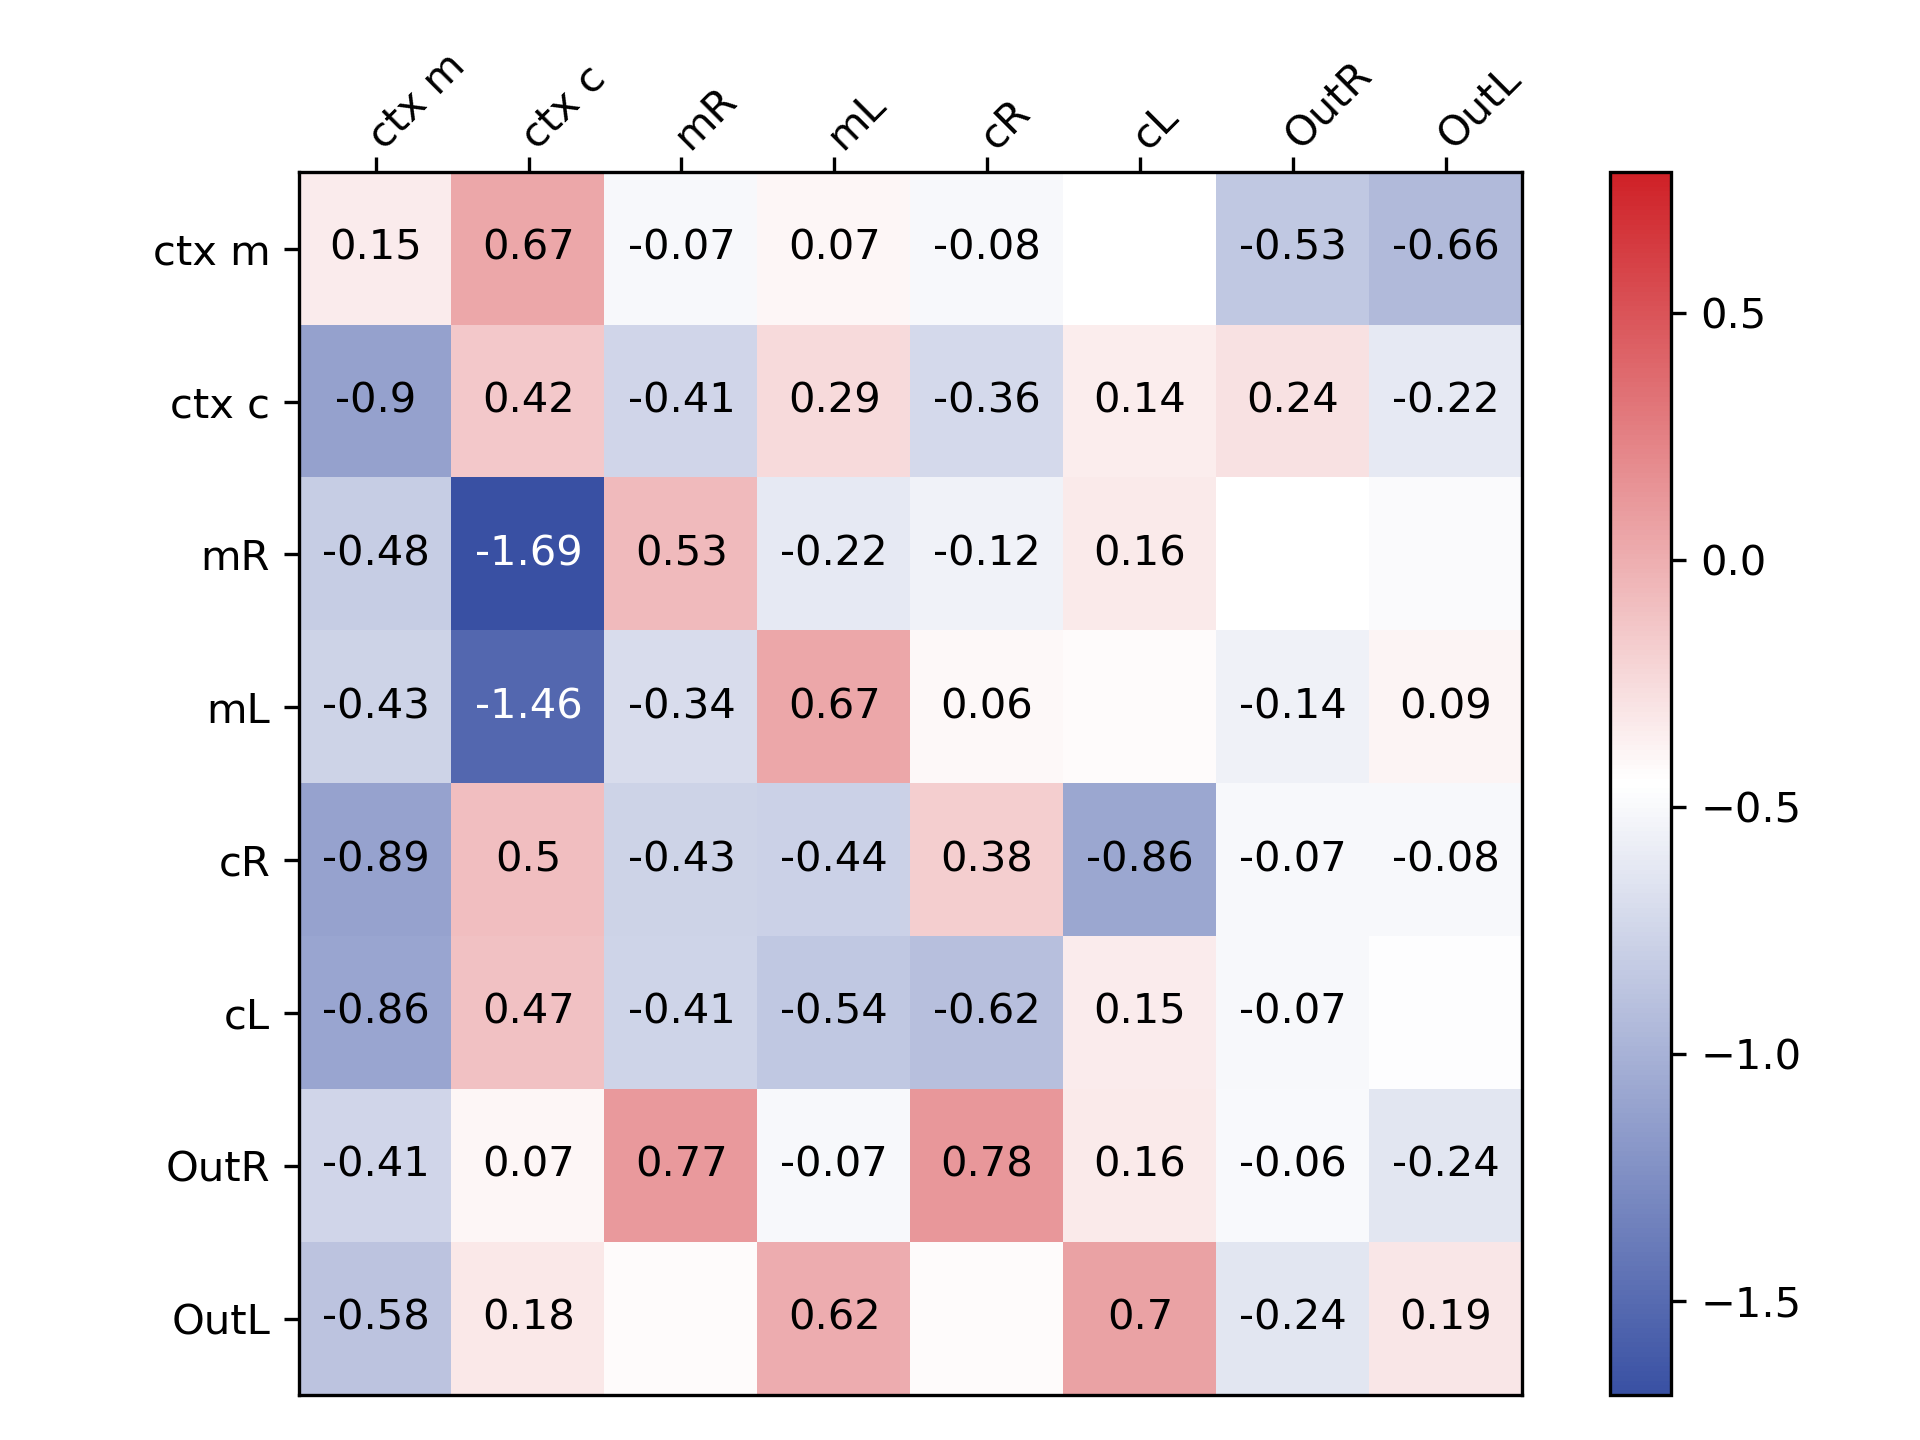 ctx m ctx c mR mL cR cL OutR OutL
ctx m 0.15 0.67 -0.07 0.07 -0.08 -0.53 -0.66
ctx c -0.9 0.42 -0.41 0.29 -0.36 0.14 0.24 -0.22
mR -0.48 -1.69 0.53 -0.22 -0.12 0.16
mL -0.43 -1.46 -0.34 0.67 0.06 -0.14 0.09
cR -0.89 0.5 -0.43 -0.44 0.38 -0.86 -0.07 -0.08
cL -0.86 0.47 -0.41 -0.54 -0.62 0.15 -0.07
OutR -0.41 0.07 0.77 -0.07 0.78 0.16 -0.06 -0.24
OutL -0.58 0.18 0.62 0.7 -0.24 0.19
0.5
0.0
−0.5
−1.0
−1.5